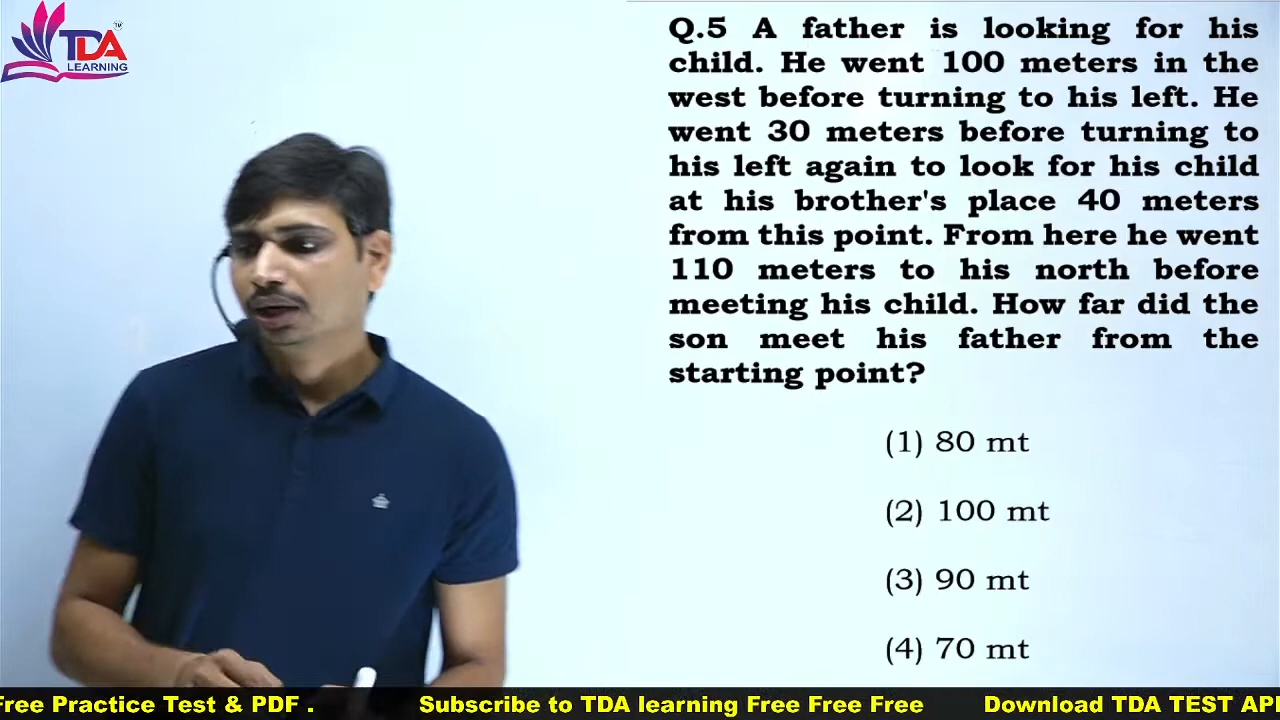 TDA
LEARNING
Q.5 A father is looking for his
child. He went 100 meters in the
west before turning to his left. He
went 30 meters before turning to
his left again to look for his child
at his brother's place 40 meters
from this point. From here he went
110 meters to his north before
meeting his child. How far did the
son meet his father from the
starting point?
(1) 80 mt
(2) 100 mt
(3) 90 mt
(4) 70 mt
Free Practice Test & PDF . Subscribe to TDA learning Free Free Free Download TDA TEST